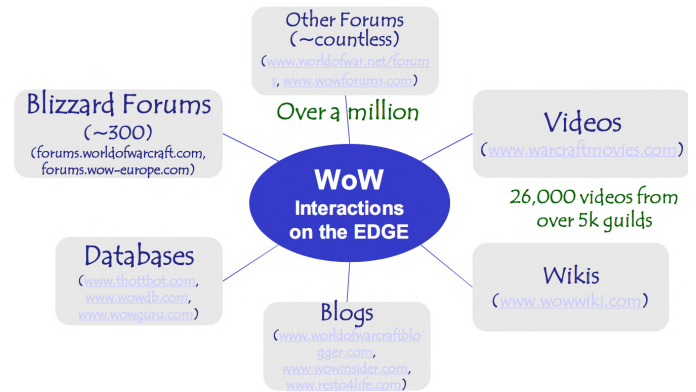 Other Forums
(~countless)
(www.worldofwar.net/forum
s, www.wowforums.com)
Over a million
Blizzard Forums
(~300)
(forums.worldofwarcraft.com,
forums.wow-europe.com)
Videos
(www.warcraftmovies.com)
26,000 videos from
over 5k guilds
WoW
Interactions
on the EDGE
Databases
(www.thottbot.com,
www.wowdb.com,
www.wowguru.com)
Wikis
(www.wowwiki.com)
Blogs
(www.worldofwarcraftblo
gger.com,
www.wowinsider.com,
www.resto4life.com)